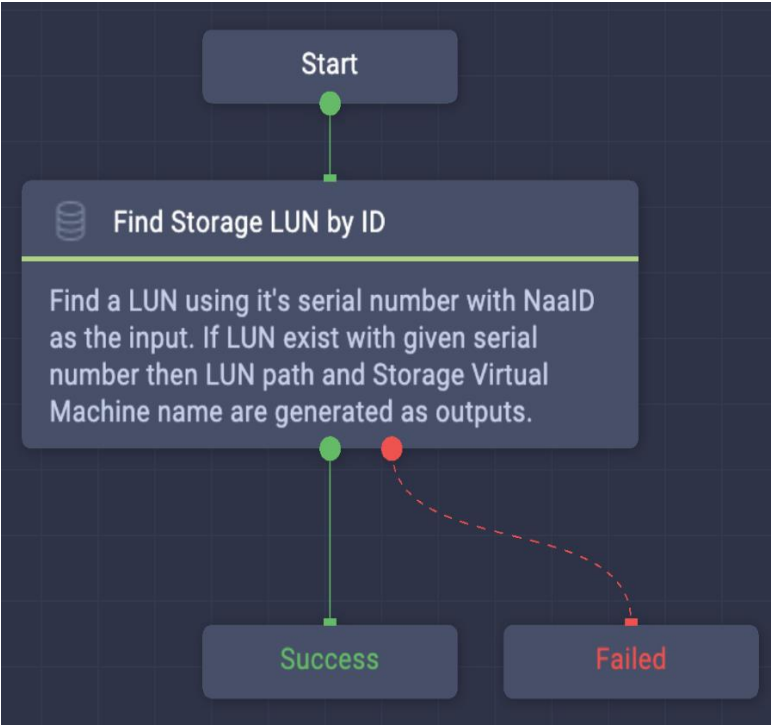 Start
Find Storage LUN by ID
Find a LUN using it's serial number with NaaID
as the input. If LUN exist with given serial
number then LUN path and Storage Virtual
Machine name are generated as outputs.
Success
Failed